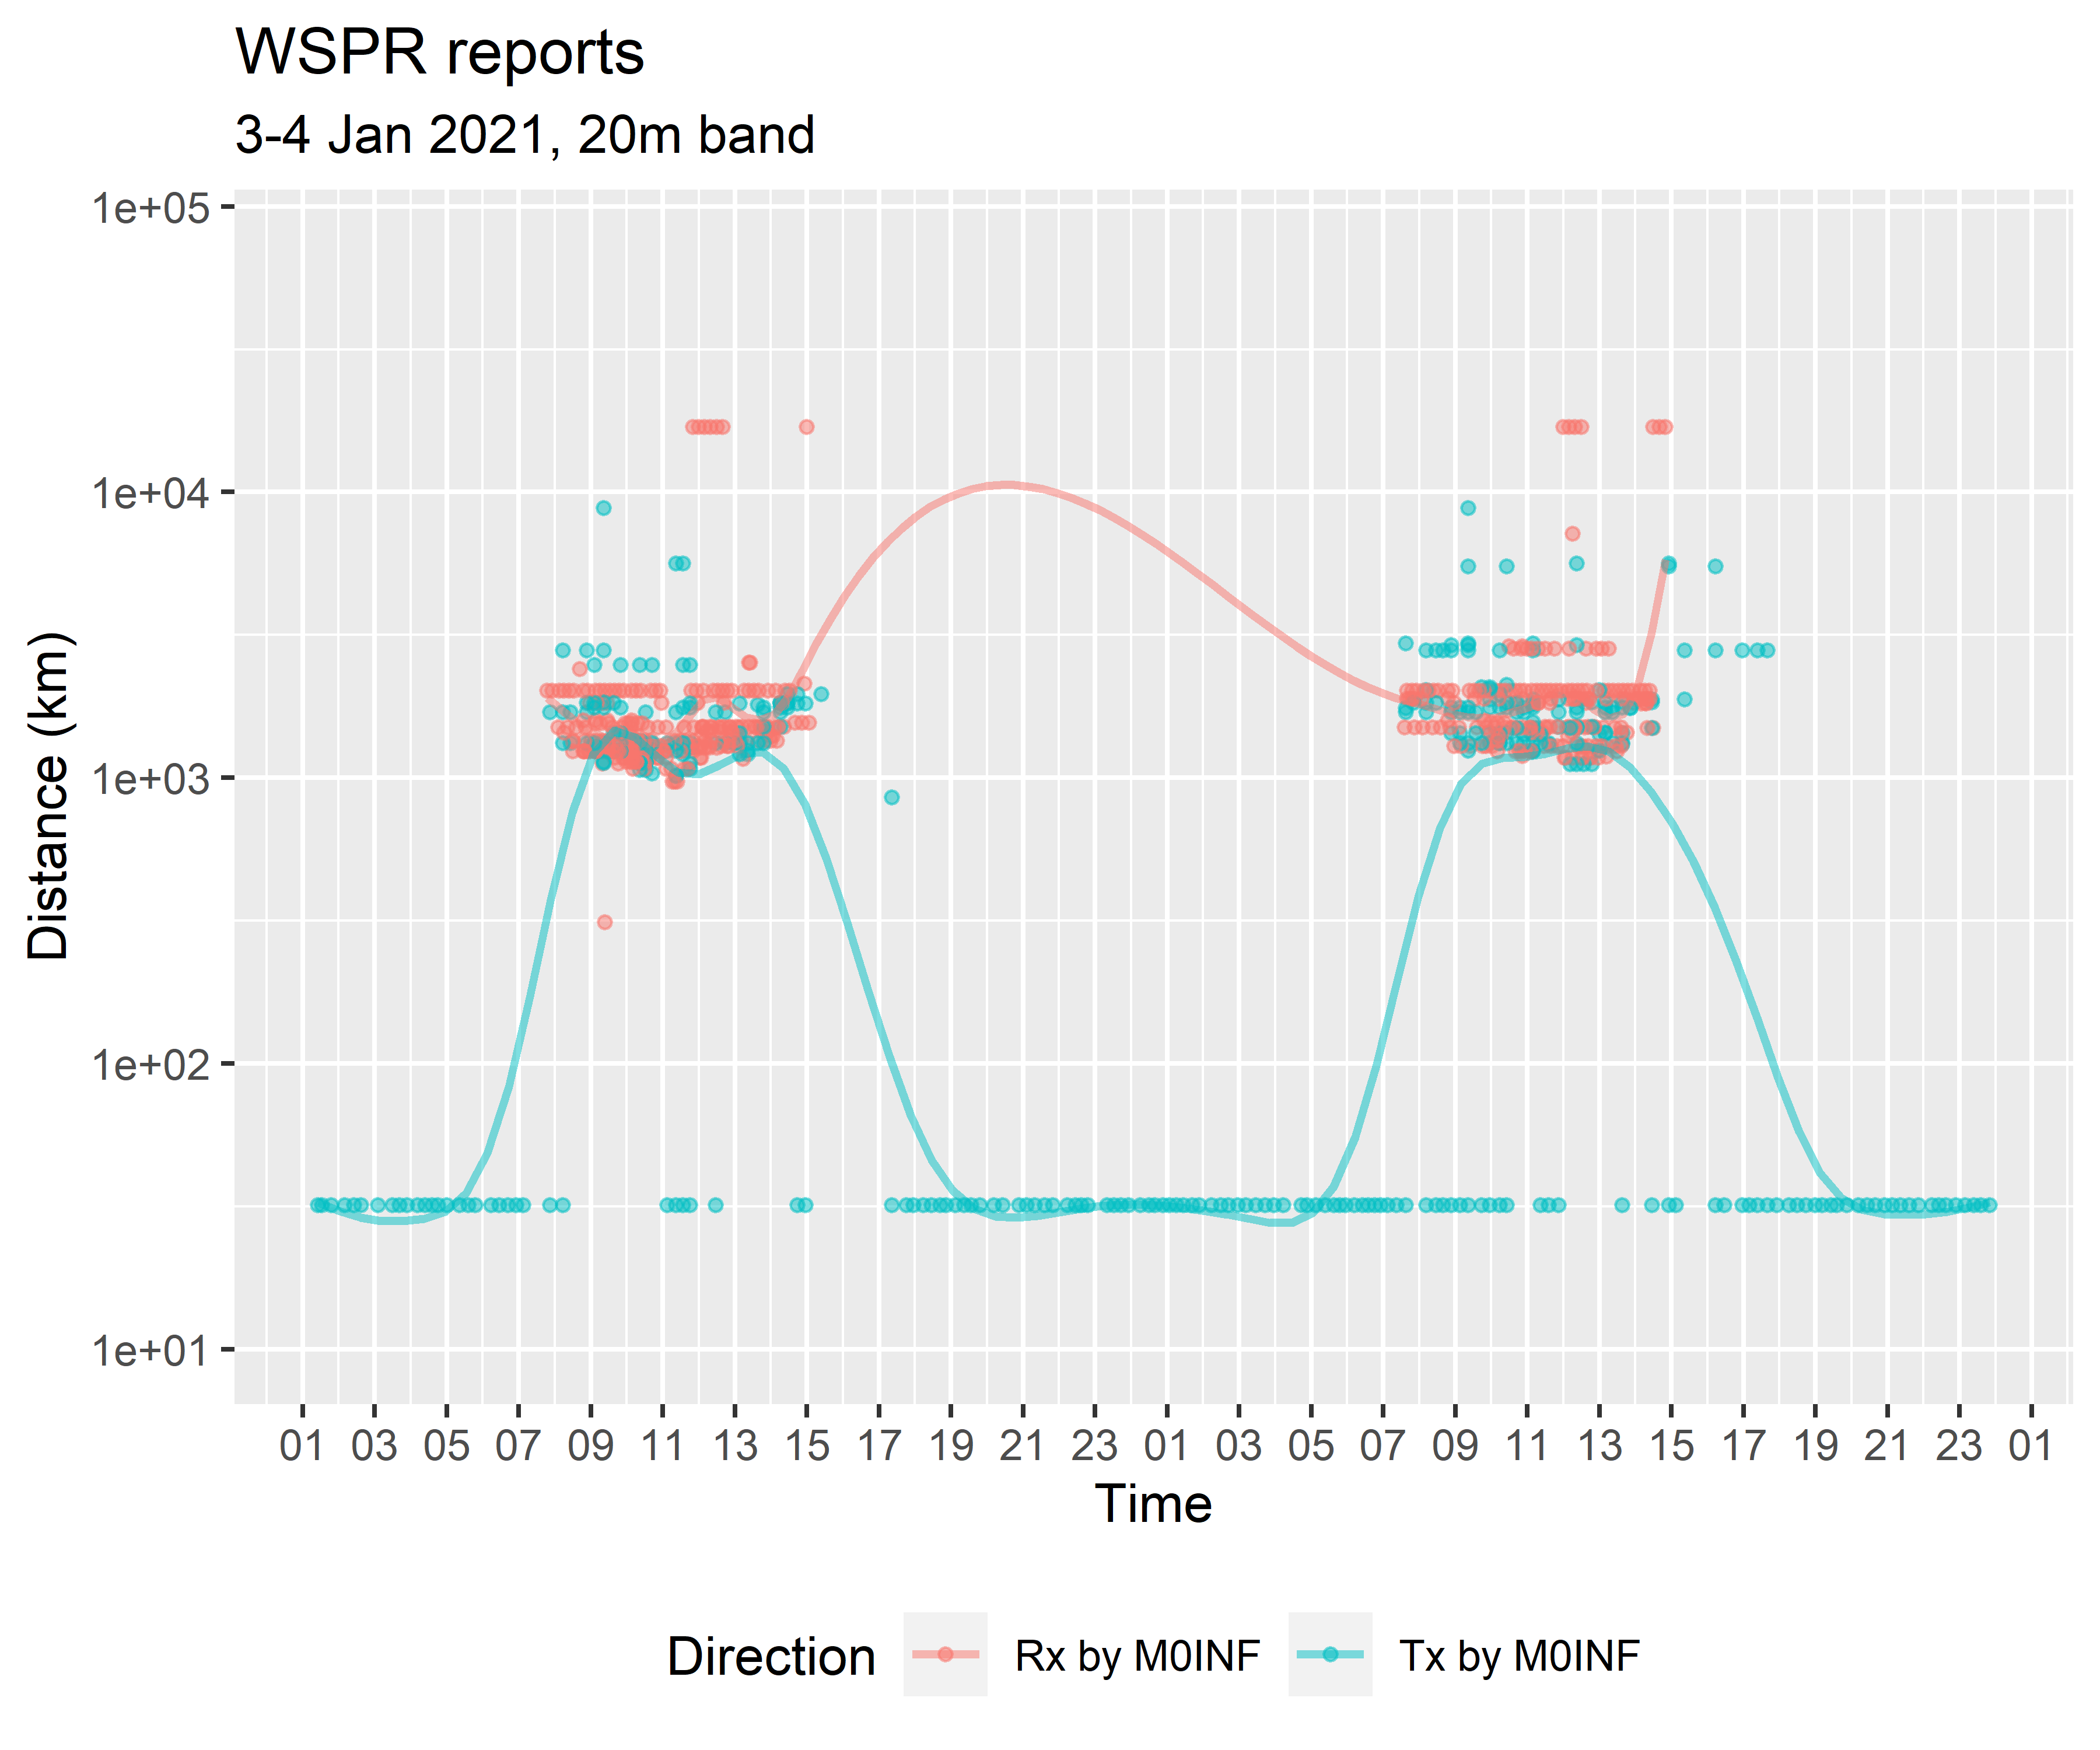 WSPR reports
3-4 Jan 2021, 20m band
1e+05
1e+04
1e+03
1e+02
1e+01
Distance (km)
01 03 05 07 09 11 13 15 17 19 21 23 01 03 05 07 09 11 13 15 17 19 21 23 01
Time
Direction Rx by M0INF Tx by M0INF